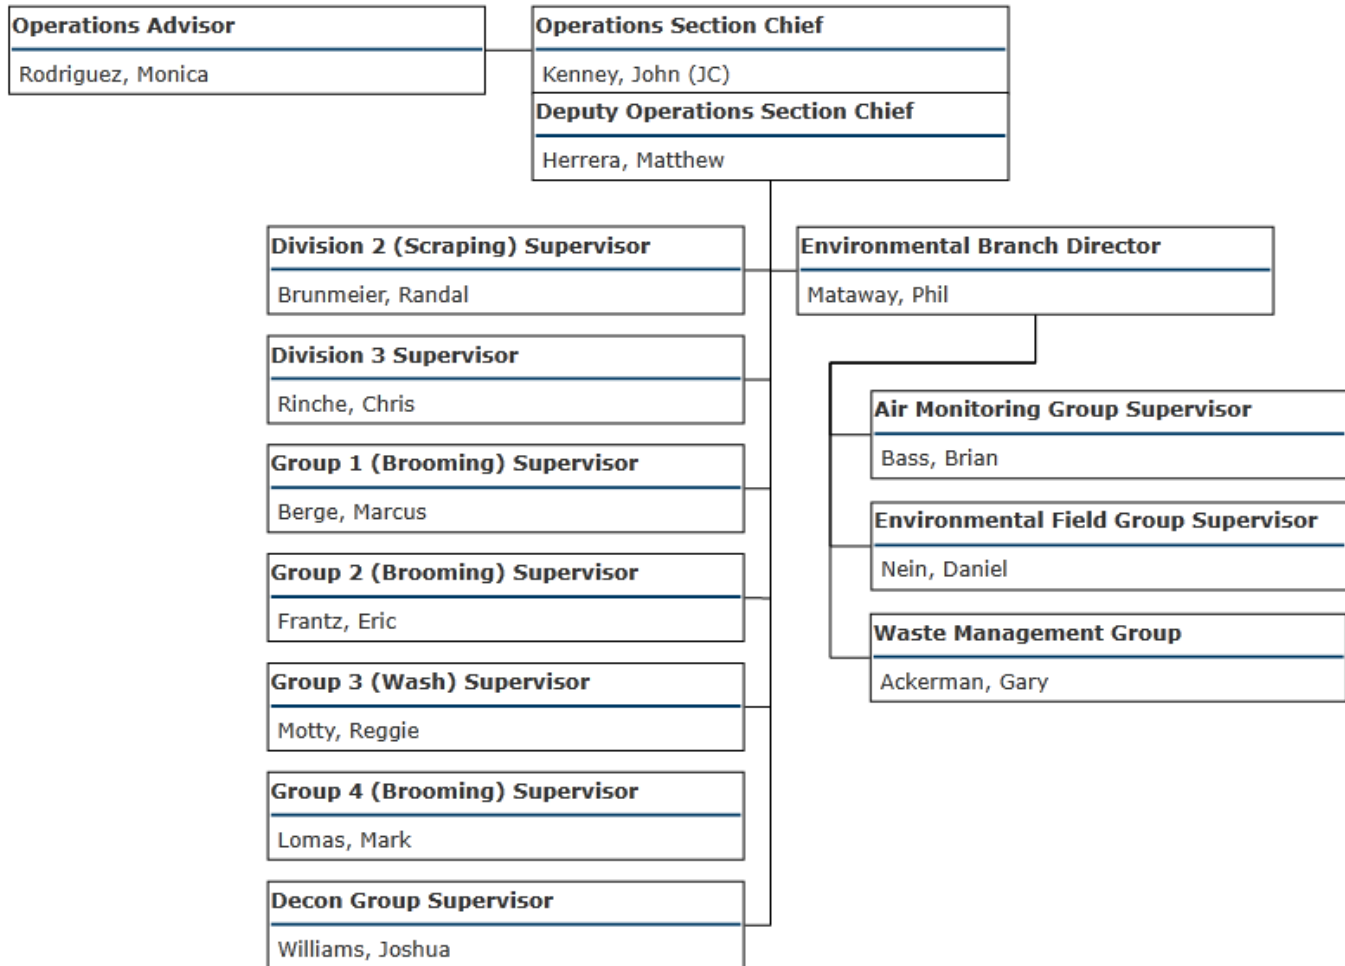 Operations Advisor
Rodriguez, Monica
Operations Section Chief
Kenney, John (JC)
Deputy Operations Section Chief
Herrera, Matthew
Division 2 (Scraping) Supervisor
Brunmeier, Randal
Division 3 Supervisor
Rinche, Chris
Group 1 (Brooming) Supervisor
Berge, Marcus
Group 2 (Brooming) Supervisor
Frantz, Eric
Group 3 (Wash) Supervisor
Motty, Reggie
Group 4 (Brooming) Supervisor
Lomas, Mark
Decon Group Supervisor
Williams, Joshua
Environmental Branch Director
Mataway, Phil
Air Monitoring Group Supervisor
Bass, Brian
Environmental Field Group Supervisor
Nein, Daniel
Waste Management Group
Ackerman, Gary